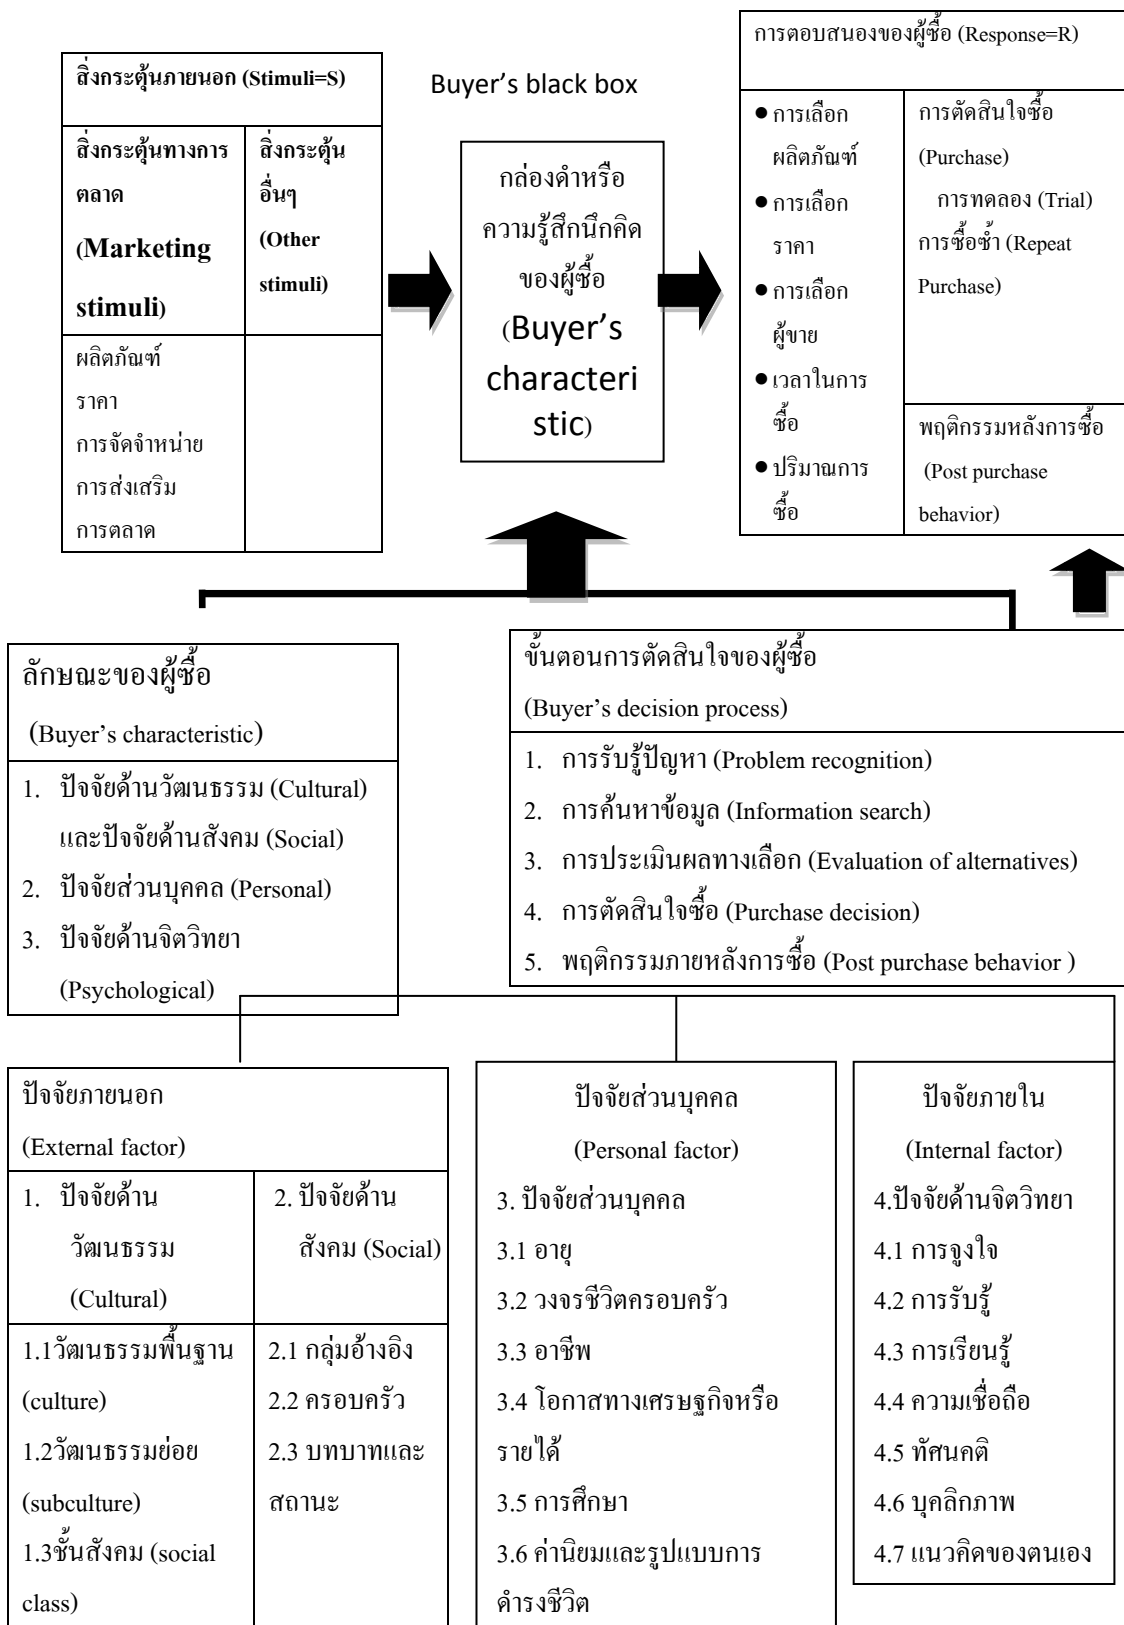 สิ่งกระตุ้นภายนอก (Stimuli=S)
สิ่งกระตุ้นทางการ
ตลาด
(Marketing
stimuli)
สิ่งกระตุ้น
อื่นๆ
(Other
stimuli)
ผลิตภัณฑ์
ราคา
การจัดจำหน่าย
การส่งเสริม
การตลาด
Buyer's black box
กล่องดำหรือ
ความรู้สึกนึกคิด
ของผู้ซื้อ
(Buyer's
characteri
stic)
การตอบสนองของผู้ซื้อ (Response=R)
● การเลือก
ผลิตภัณฑ์
● การเลือก
ราคา
● การเลือก
ผู้ขาย
● เวลาในการ
ซื้อ
● ปริมาณการ
ซื้อ
การตัดสินใจซื้อ
(Purchase)
การทดลอง (Trial)
การซื้อซ้ำ (Repeat
Purchase)
พฤติกรรมหลังการซื้อ
(Post purchase
behavior)
ลักษณะของผู้ซื้อ
(Buyer's characteristic)
1. ปัจจัยด้านวัฒนธรรม (Cultural)
และปัจจัยด้านสังคม (Social)
2. ปัจจัยส่วนบุคคล (Personal)
3. ปัจจัยด้านจิตวิทยา
(Psychological)
ขั้นตอนการตัดสินใจของผู้ซื้อ
(Buyer's decision process)
1. การรับรู้ปัญหา (Problem recognition)
2. การค้นหาข้อมูล (Information search)
3. การประเมินผลทางเลือก (Evaluation of alternatives)
4. การตัดสินใจซื้อ (Purchase decision)
5. พฤติกรรมภายหลังการซื้อ (Post purchase behavior )
ปัจจัยภายนอก
(External factor)
1. ปัจจัยด้าน
วัฒนธรรม
(Cultural)
2. ปัจจัยด้าน
สังคม (Social)
1.1วัฒนธรรมพื้นฐาน
(culture)
1.2วัฒนธรรมย่อย
(subculture)
1.3ชั้นสังคม (social
class)
2.1 กลุ่มอ้างอิง
2.2 ครอบครัว
2.3 บทบาทและ
สถานะ
ปัจจัยส่วนบุคคล
(Personal factor)
3. ปัจจัยส่วนบุคคล
3.1 อายุ
3.2 วงจรชีวิตครอบครัว
3.3 อาชีพ
3.4 โอกาสทางเศรษฐกิจหรือ
รายได้
3.5 การศึกษา
3.6 ค่านิยมและรูปแบบการ
ดำรงชีวิต
ปัจจัยภายใน
(Internal factor)
4.ปัจจัยด้านจิตวิทยา
4.1 การจูงใจ
4.2 การรับรู้
4.3 การเรียนรู้
4.4 ความเชื่อถือ
4.5 ทัศนคติ
4.6 บุคลิกภาพ
4.7 แนวคิดของตนเอง